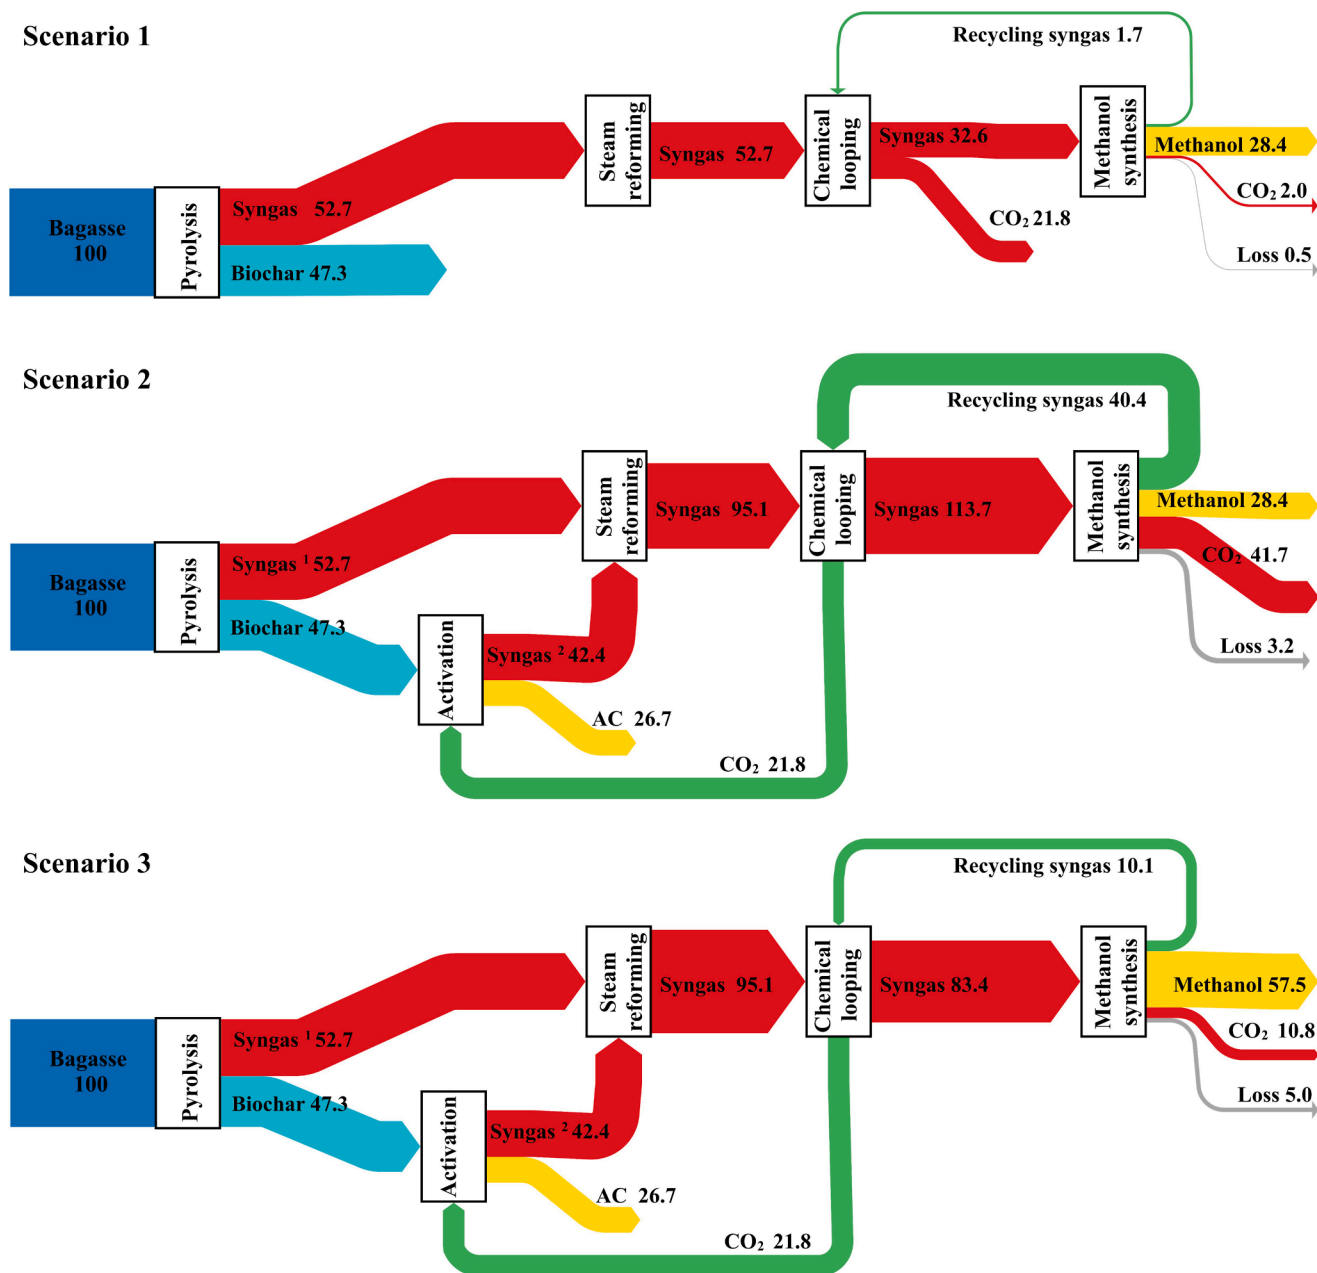 Scenario 1
Recycling syngas 1.7
Steam
reforming
Chemical
looping
Methanol
synthesis
Syngas 52.7
Syngas 32.6
Methanol 28.4
CO₂ 2.0
Pyrolysis
Syngas 52.7
CO₂ 21.8
Bagasse
100
Loss 0.5
Biochar 47.3
Scenario 2
Recycling syngas 40.4
Steam
reforming
Chemical
looping
Methanol
synthesis
Syngas 95.1
Syngas 113.7
Methanol 28.4
CO₂ 41.7
Pyrolysis
Syngas ¹ 52.7
Bagasse
100
Biochar 47.3
Loss 3.2
Activation
Syngas ² 42.4
AC 26.7
CO₂ 21.8
Scenario 3
Recycling syngas 10.1
Steam
reforming
Chemical
looping
Methanol
synthesis
Syngas 95.1
Syngas 83.4
Methanol 57.5
CO₂ 10.8
Pyrolysis
Syngas ¹ 52.7
Bagasse
100
Biochar 47.3
Loss 5.0
Activation
Syngas ² 42.4
AC 26.7
CO₂ 21.8